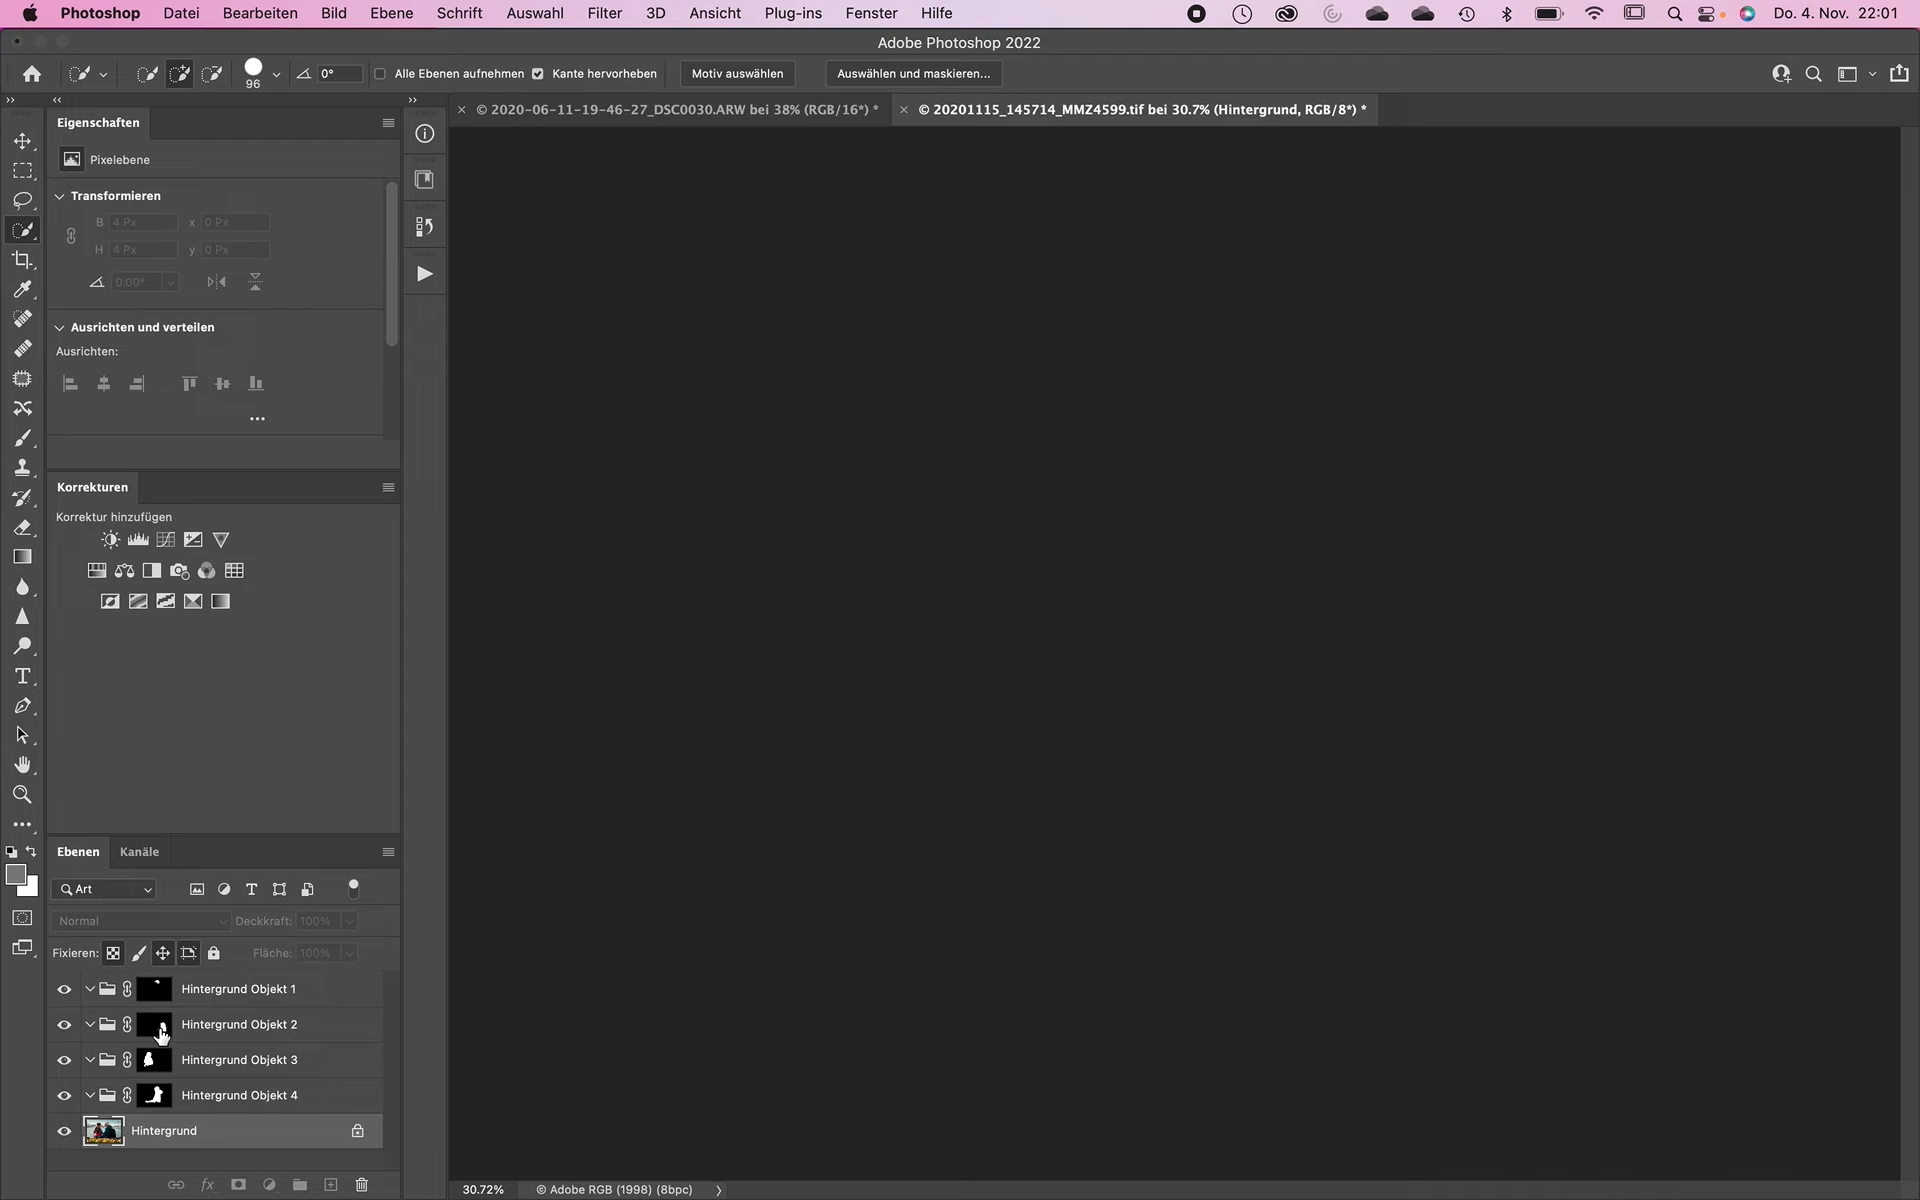 Photoshop Datei Bearbeiten Bild Ebene Schrift Auswahl Filter 3D Ansicht Plug-ins Fenster Hilfe Do. 4. Nov. 22:01
Adobe Photoshop 2022
96 0° Alle Ebenen aufnehmen Kante hervorheben Motiv auswählen Auswählen und maskieren...
© 2020-06-11-19-46-27_DSC0030.ARW bei 38% (RGB/16*) * © 20201115_145714_MMZ4599.tif bei 30.7% (Hintergrund, RGB/8*) *
Eigenschaften
Pixelebene
Transformieren
B 4 Px x 0 Px
H 4 Px y 0 Px
0.00°
Ausrichten und verteilen
Ausrichten:
Korrekturen
Korrektur hinzufügen
Ebenen Kanäle
Art
Normal Deckkraft: 100%
Fixieren: Fläche: 100%
Hintergrund Objekt 1
Hintergrund Objekt 2
Hintergrund Objekt 3
Hintergrund Objekt 4
Hintergrund
30.72% © Adobe RGB (1998) (8bpc)